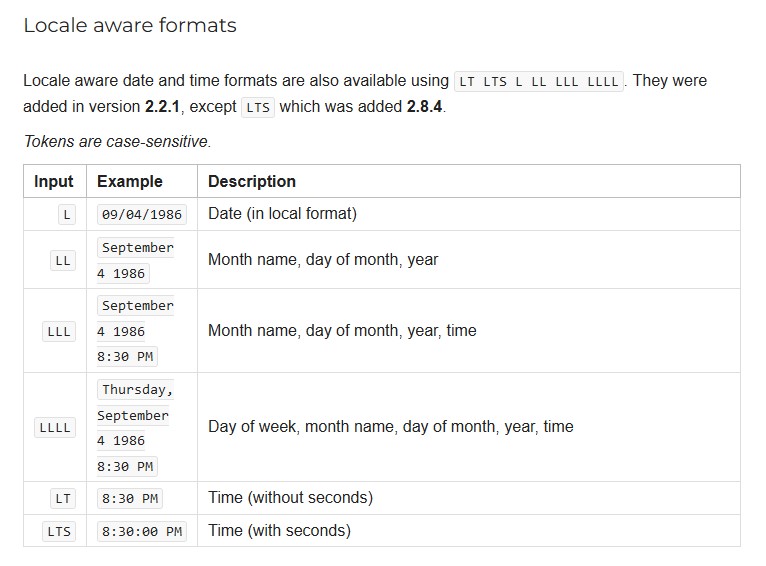 Locale aware formats
Locale aware date and time formats are also available using LT LTS L LL LLL LLLL . They were
added in version 2.2.1, except LTS which was added 2.8.4.
Tokens are case-sensitive.
Input Example Description
L 09/04/1986 Date (in local format)
LL September 4 1986 Month name, day of month, year
LLL September 4 1986 8:30 PM Month name, day of month, year, time
LLLL Thursday, September 4 1986 8:30 PM Day of week, month name, day of month, year, time
LT 8:30 PM Time (without seconds)
LTS 8:30:00 PM Time (with seconds)